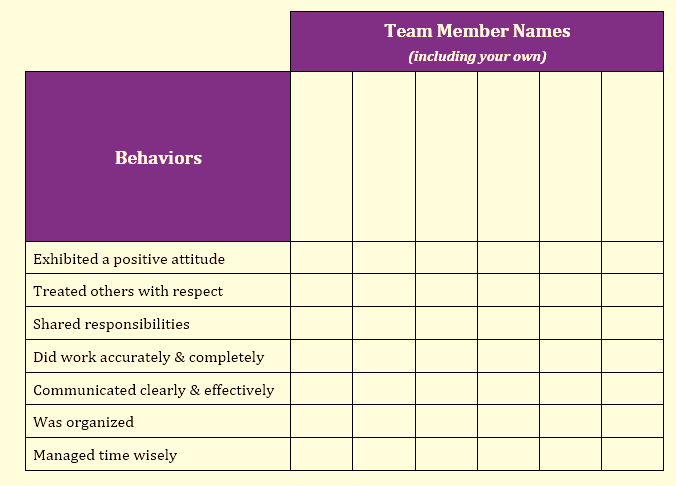 Team Member Names
(including your own)
Behaviors
Exhibited a positive attitude
Treated others with respect
Shared responsibilities
Did work accurately & completely
Communicated clearly & effectively
Was organized
Managed time wisely